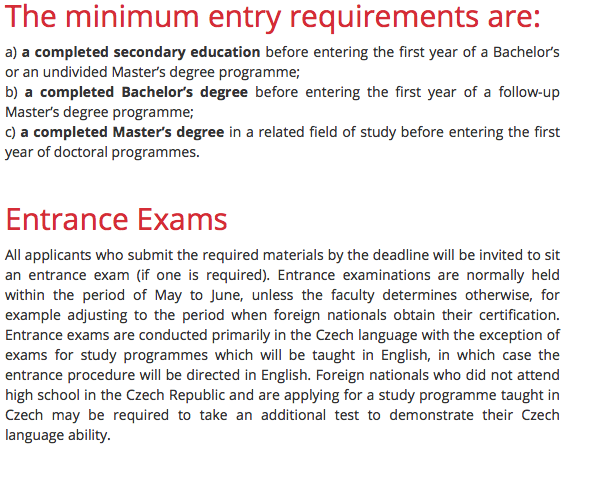 The minimum entry requirements are:
a) a completed secondary education before entering the first year of a Bachelor's
or an undivided Master's degree programme;
b) a completed Bachelor's degree before entering the first year of a follow-up
Master's degree programme;
c) a completed Master's degree in a related field of study before entering the first
year of doctoral programmes.
Entrance Exams
All applicants who submit the required materials by the deadline will be invited to sit
an entrance exam (if one is required). Entrance examinations are normally held
within the period of May to June, unless the faculty determines otherwise, for
example adjusting to the period when foreign nationals obtain their certification.
Entrance exams are conducted primarily in the Czech language with the exception of
exams for study programmes which will be taught in English, in which case the
entrance procedure will be directed in English. Foreign nationals who did not attend
high school in the Czech Republic and are applying for a study programme taught in
Czech may be required to take an additional test to demonstrate their Czech
language ability.